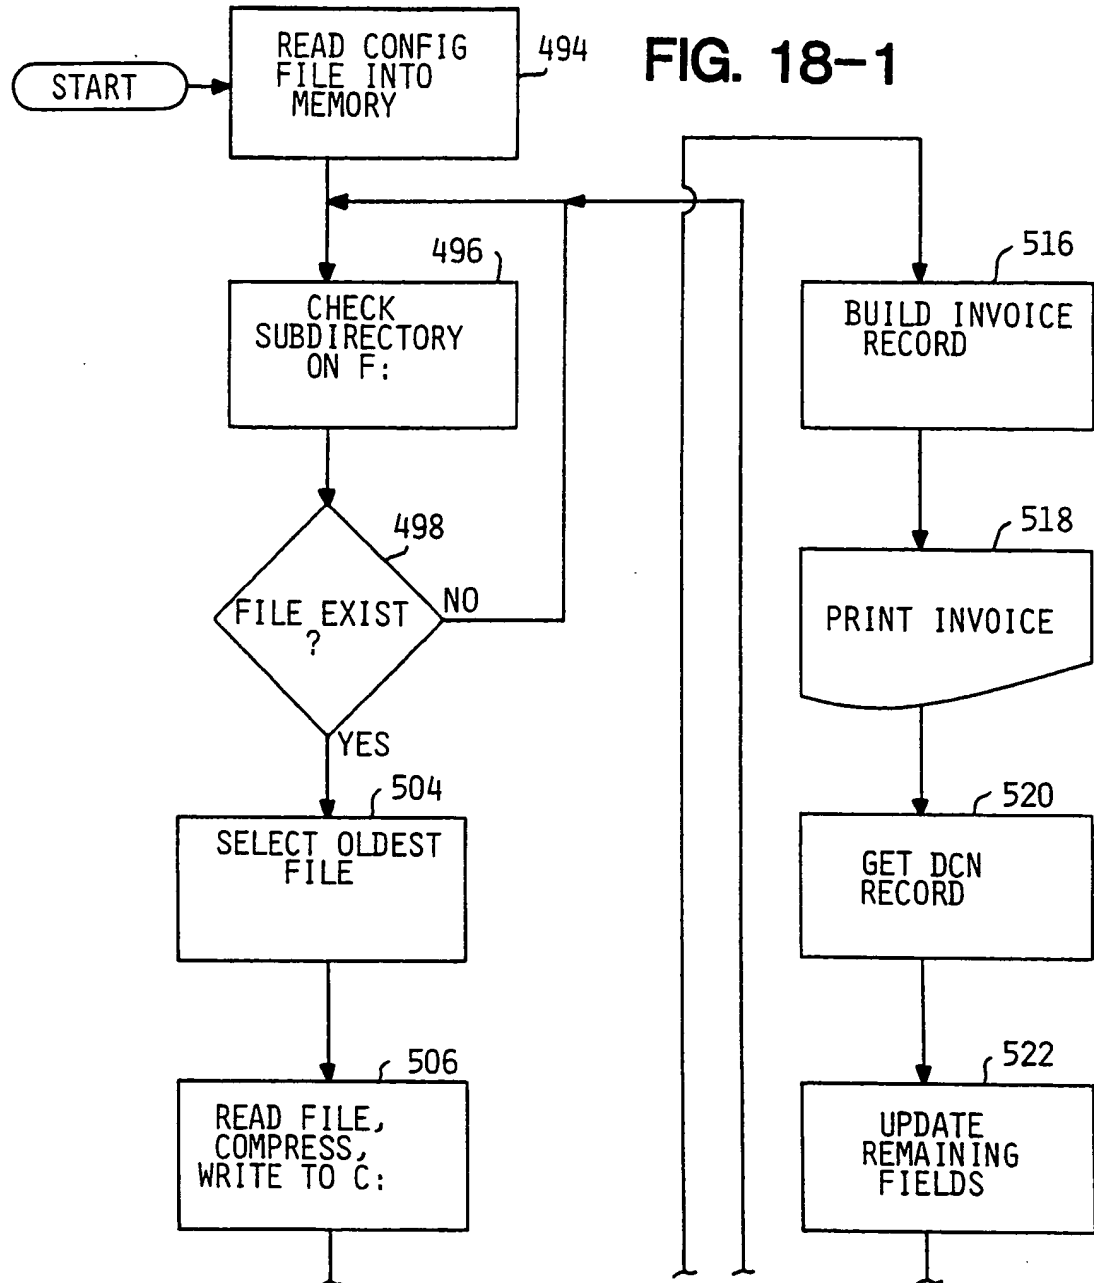 FIG. 18-1
START
READ CONFIG
FILE INTO
MEMORY
494
496
CHECK
SUBDIRECTORY
ON F:
498
FILE EXIST
?
NO
YES
504
SELECT OLDEST
FILE
506
READ FILE,
COMPRESS,
WRITE TO C:
516
BUILD INVOICE
RECORD
518
PRINT INVOICE
520
GET DCN
RECORD
522
UPDATE
REMAINING
FIELDS